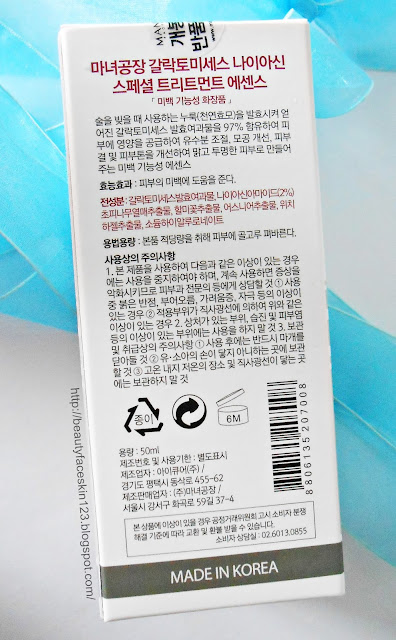 MAN
개봉
반품
마녀공장 갈락토미세스 나이아신
스페셜 트리트먼트 에센스
「 미백 기능성 화장품 」
술을 빚을 때 사용하는 누룩(천연효모)을 발효시켜 얻
어진 갈락토미세스 발효여과물을 97% 함유하여 피
부에 영양을 공급하여 유수분 조절, 모공 개선, 피부
결 및 피부톤을 개선하여 맑고 투명한 피부로 만들어
주는 미백 기능성 에센스
효능효과 : 피부의 미백에 도움을 준다.
전성분 : 갈락토미세스발효여과물, 나이아신아마이드(2%)
초피나무열매추출물, 할미꽃추출물, 어스니어추출물, 위치
하젤추출물, 소듐하이알루로네이트
용법용량 : 본품 적당량을 취해 피부에 골고루 펴바른다.
사용상의 주의사항
1. 본 제품을 사용하여 다음과 같은 이상이 있는 경우
에는 사용을 중지하여야 하며, 계속 사용하면 증상을
악화시키므로 피부과 전문의 등에게 상담할 것 ① 사용
중 붉은 반점, 부어오름, 가려움증, 자극 등의 이상이
있는 경우 ② 적용부위가 직사광선에 의하여 위와 같은
이상이 있는 경우 2. 상처가 있는 부위, 습진 및 피부염
등의 이상이 있는 부위에는 사용을 하지 말 것 3. 보관
및 취급상의 주의사항 ① 사용 후에는 반드시 마개를
닫아둘 것 ② 유·소아의 손이 닿지 아니하는 곳에 보관
할 것 ③ 고온 내지 저온의 장소 및 직사광선이 닿는 곳
에는 보관하지 말 것
종이
6M
8806135207008
용량 : 50ml
제조번호 및 사용기한 : 별도표시
제조업자 : 아이큐어(주) /
경기도 평택시 동삭로 455-62
제조판매업자 : (주)마녀공장 /
서울시 강서구 화곡로 59길 37-4
본 상품에 이상이 있을 경우 공정거래위원회 고시 소비자 분쟁
해결 기준에 따라 교환 및 환불 받을 수 있습니다.
소비자 상담실 : 02.6013.0855
MADE IN KOREA
http://beautyfaceskin123.blogspot.com/